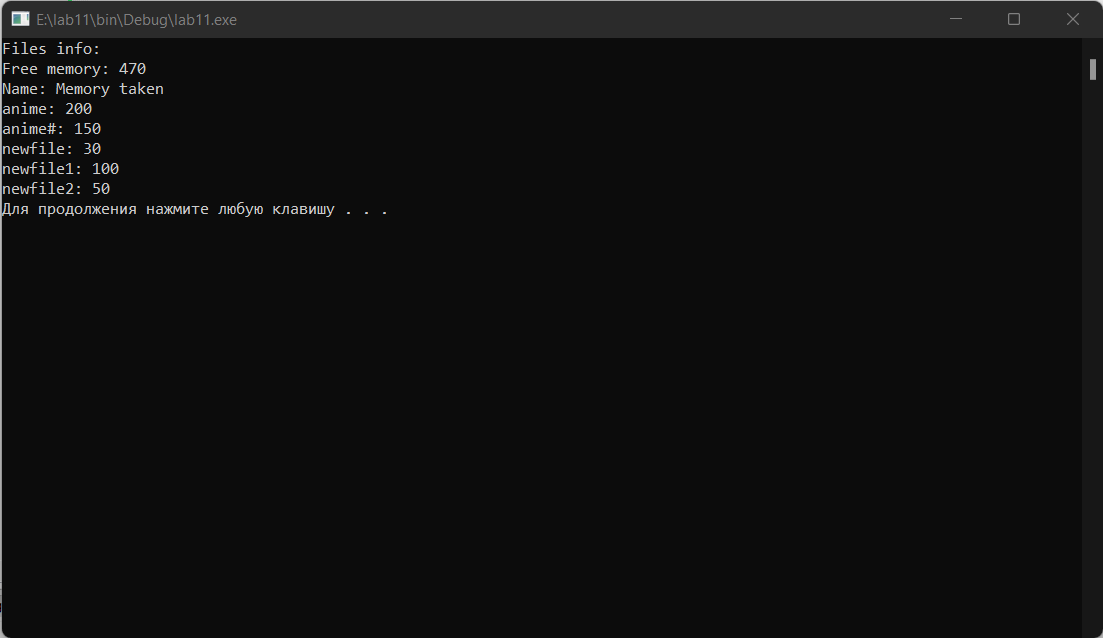 E:\lab11\bin\Debug\lab11.exe
Files info:
Free memory: 470
Name: Memory taken
anime: 200
anime#: 150
newfile: 30
newfile1: 100
newfile2: 50
Для продолжения нажмите любую клавишу . . .